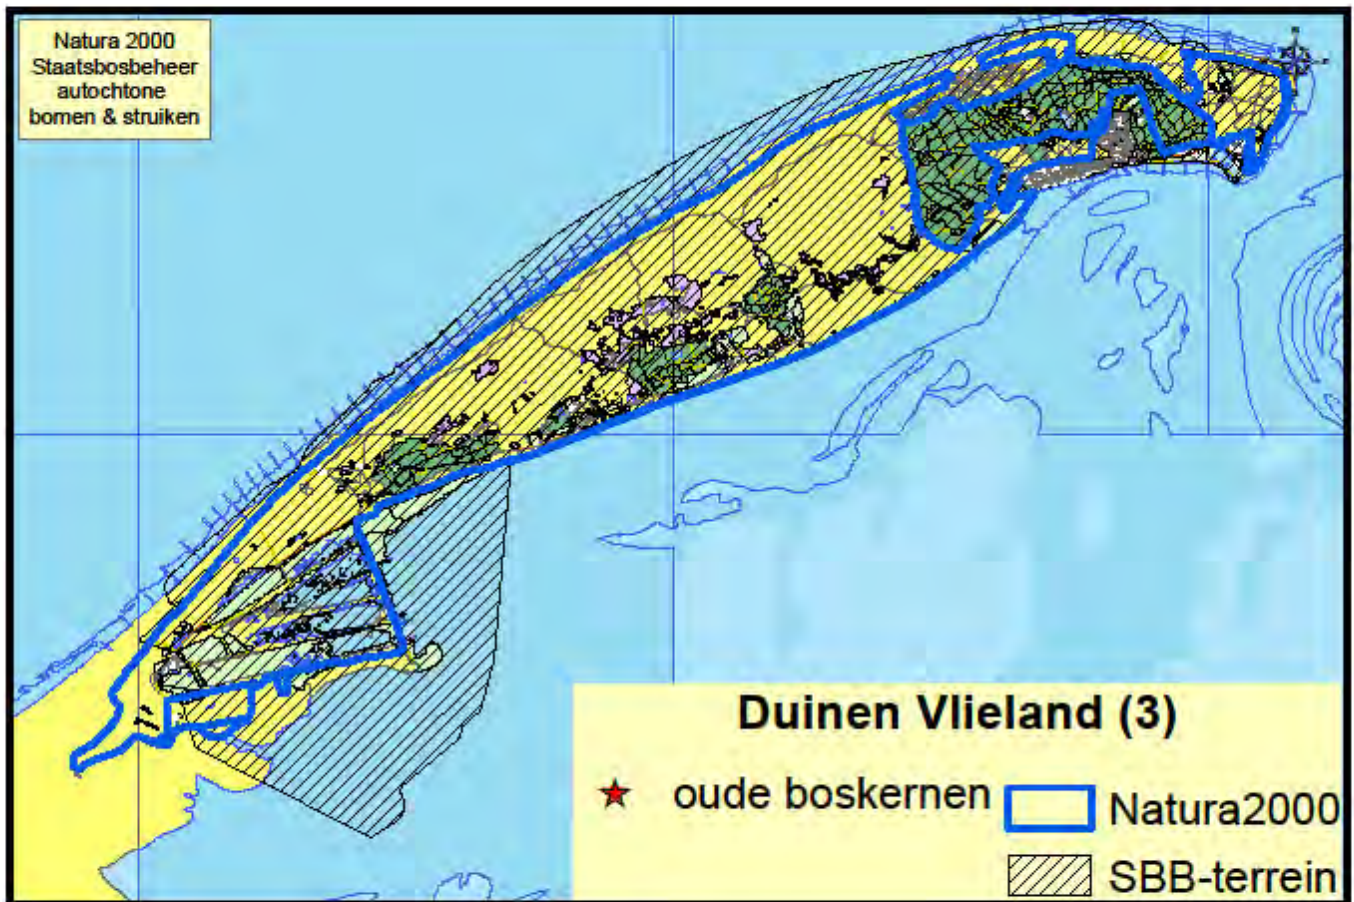 Natura 2000
Staatsbosbeheer
autochtone
bomen & struiken
Duinen Vlieland (3)
oude boskernen
Natura2000
SBB-terrein